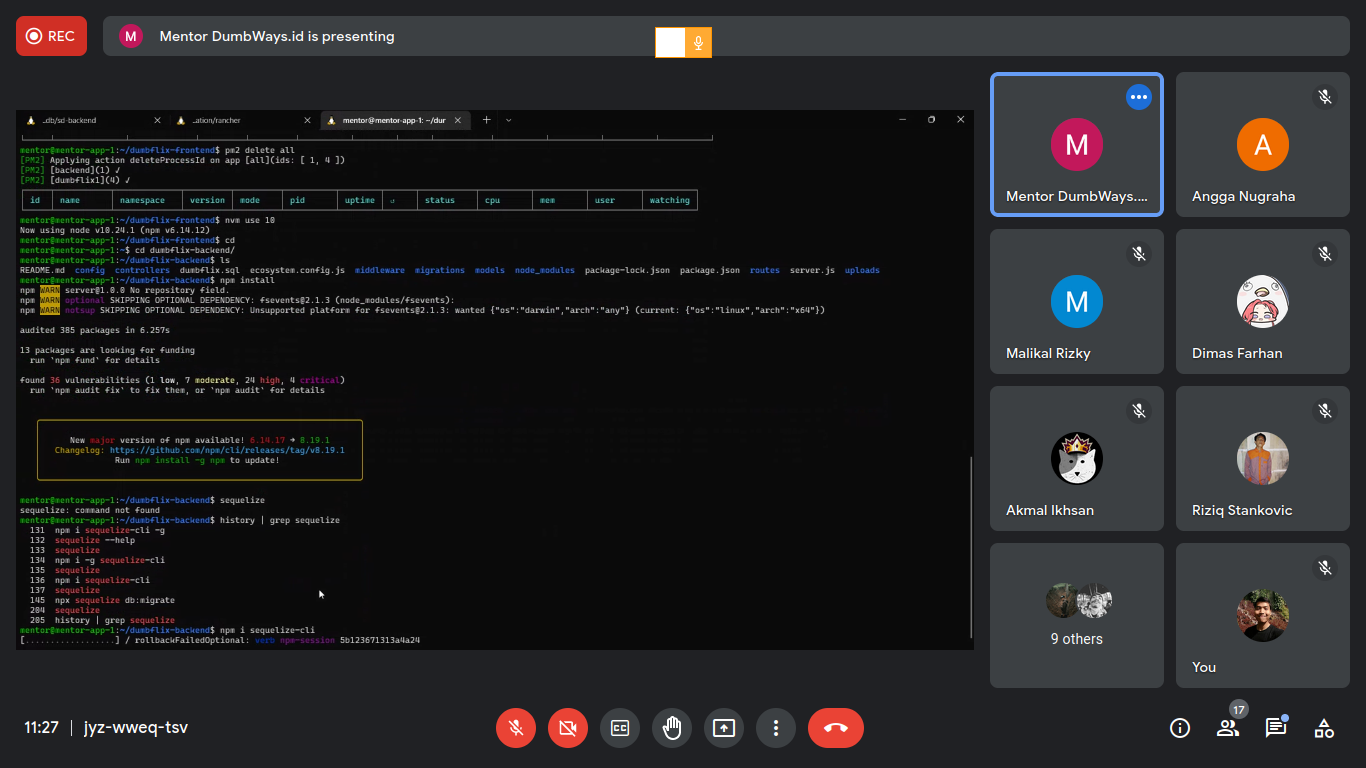 REC
M
Mentor DumbWays.id is presenting
..db/sd-backend
..ation/rancher
mentor@mentor-app-1: ~/dur
mentor@mentor-app-1:~/dumbflix-frontend$ pm2 delete all
[PM2] Applying action deleteProcessId on app [all](ids: [ 1, 4 ])
[PM2] [backend](1) ✓
[PM2] [dumbflix1](4) ✓
id name namespace version mode pid uptime ↺ status cpu mem user watching
mentor@mentor-app-1:~/dumbflix-frontend$ nvm use 10
Now using node v10.24.1 (npm v6.14.12)
mentor@mentor-app-1:~/dumbflix-frontend$ cd
mentor@mentor-app-1:~$ cd dumbflix-backend/
mentor@mentor-app-1:~/dumbflix-backend$ ls
README.md config controllers dumbflix.sql ecosystem.config.js middleware migrations models node_modules package-lock.json package.json routes server.js uploads
mentor@mentor-app-1:~/dumbflix-backend$ npm install
npm WARN server@1.0.0 No repository field.
npm WARN optional SKIPPING OPTIONAL DEPENDENCY: fsevents@2.1.3 (node_modules/fsevents):
npm WARN notsup SKIPPING OPTIONAL DEPENDENCY: Unsupported platform for fsevents@2.1.3: wanted {"os":"darwin","arch":"any"} (current: {"os":"linux","arch":"x64"})
audited 385 packages in 6.257s
13 packages are looking for funding
run `npm fund` for details
found 36 vulnerabilities (1 low, 7 moderate, 24 high, 4 critical)
run `npm audit fix` to fix them, or `npm audit` for details
New major version of npm available! 6.14.17 → 8.19.1
Changelog: https://github.com/npm/cli/releases/tag/v8.19.1
Run npm install -g npm to update!
mentor@mentor-app-1:~/dumbflix-backend$ sequelize
sequelize: command not found
mentor@mentor-app-1:~/dumbflix-backend$ history | grep sequelize
131 npm i sequelize-cli -g
132 sequelize --help
133 sequelize
134 npm i -g sequelize-cli
135 sequelize
136 npm i sequelize-cli
137 sequelize
145 npx sequelize db:migrate
204 sequelize
205 history | grep sequelize
mentor@mentor-app-1:~/dumbflix-backend$ npm i sequelize-cli
[..................] / rollbackFailedOptional: verb npm-session 5b123671313a4a24
M
Mentor DumbWays....
A
Angga Nugraha
M
Malikal Rizky
Dimas Farhan
Akmal Ikhsan
Riziq Stankovic
9 others
You
11:27 | jyz-wweq-tsv
CC
17